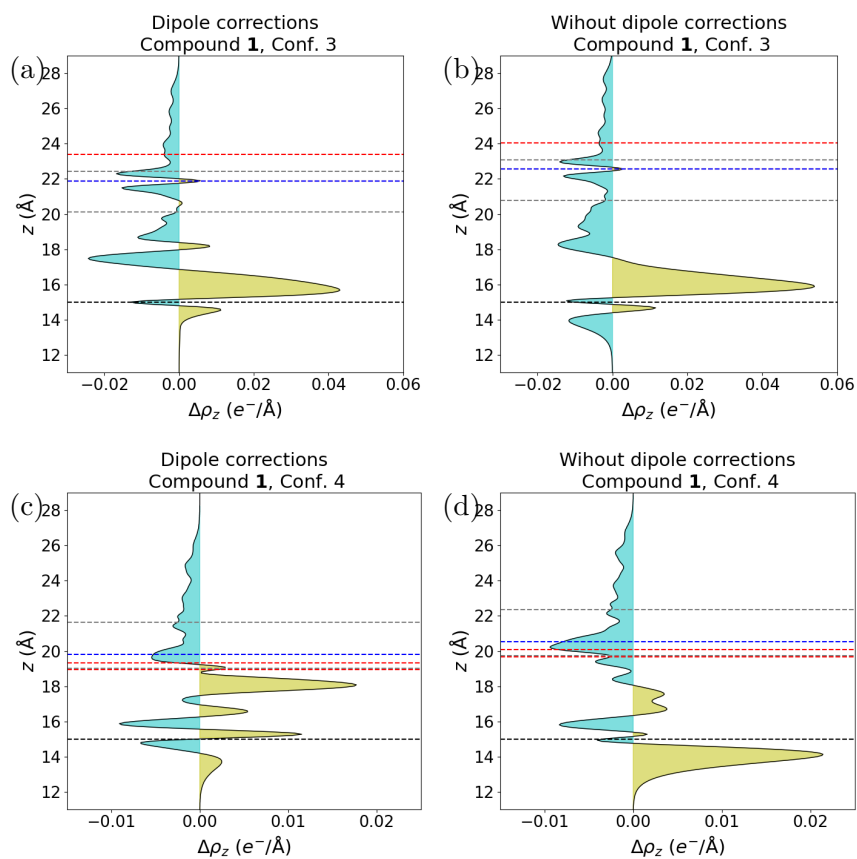 Dipole corrections
Compound 1, Conf. 3
(a)
28
26
24
22
20
18
16
14
12
z (Å)
−0.02 0.00 0.02 0.04 0.06
Δρz (e−/Å)
Wihout dipole corrections
Compound 1, Conf. 3
(b)
28
26
24
22
20
18
16
14
12
z (Å)
−0.02 0.00 0.02 0.04 0.06
Δρz (e−/Å)
Dipole corrections
Compound 1, Conf. 4
(c)
28
26
24
22
20
18
16
14
12
z (Å)
−0.01 0.00 0.01 0.02
Δρz (e−/Å)
Wihout dipole corrections
Compound 1, Conf. 4
(d)
28
26
24
22
20
18
16
14
12
z (Å)
−0.01 0.00 0.01 0.02
Δρz (e−/Å)